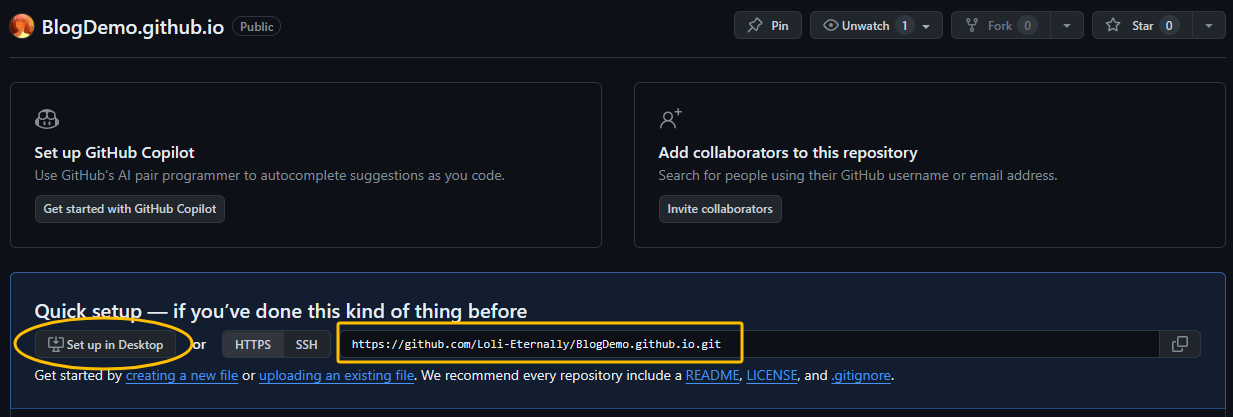 BlogDemo.github.io Public
Pin
Unwatch 1
Fork 0
Star 0
Set up GitHub Copilot
Use GitHub's AI pair programmer to autocomplete suggestions as you code.
Get started with GitHub Copilot
Add collaborators to this repository
Search for people using their GitHub username or email address.
Invite collaborators
Quick setup — if you've done this kind of thing before
Set up in Desktop or HTTPS SSH https://github.com/Loli-Eternally/BlogDemo.github.io.git
Get started by creating a new file or uploading an existing file. We recommend every repository include a README, LICENSE, and .gitignore.